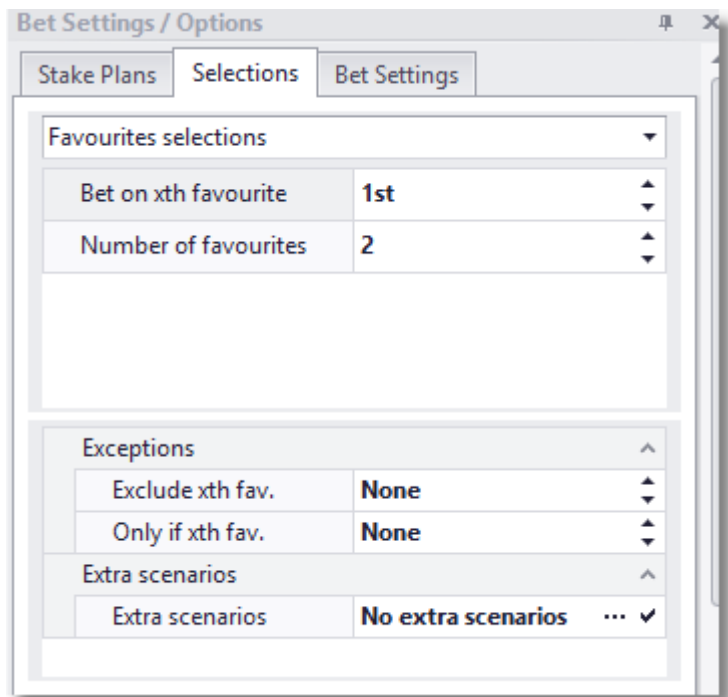 Bet Settings / Options
Stake Plans Selections Bet Settings
Favourites selections
Bet on xth favourite 1st
Number of favourites 2
Exceptions
Exclude xth fav. None
Only if xth fav. None
Extra scenarios
Extra scenarios No extra scenarios ...